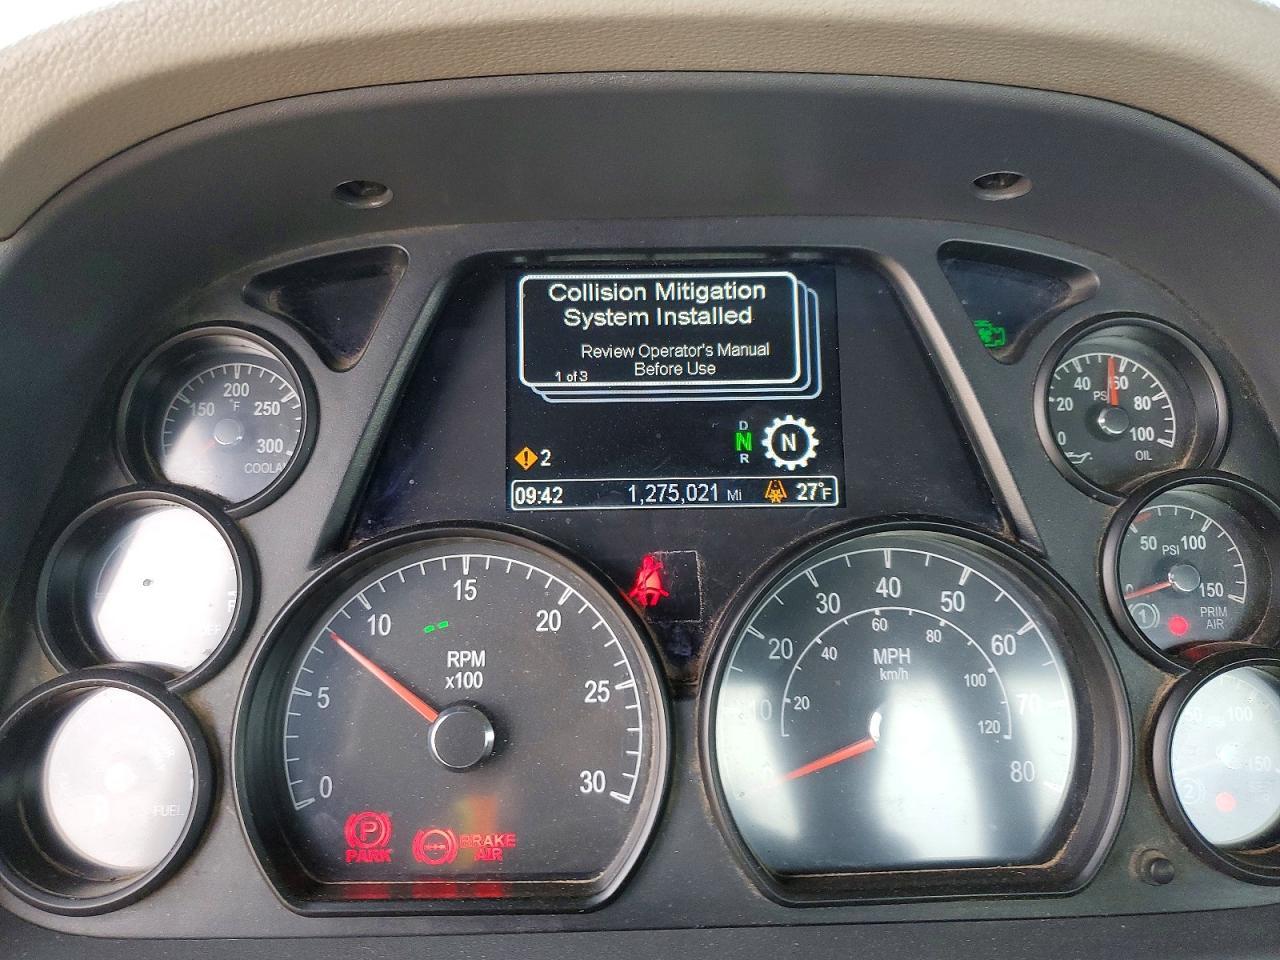 Collision Mitigation
System Installed
Review Operator's Manual
Before Use
1 of 3
2
D
N
R
N
09:42
1,275,021 Mi
27°F
150
200
250
300
°F
0
20
40
60
80
100
PSI
OIL
0
50
100
150
PSI
1
PRIM
AIR
100
150
2
FUEL
0
5
10
15
20
25
30
RPM
x100
P
PARK
BRAKE
AIR
10
20
30
40
50
60
70
80
MPH
km/h
20
40
60
80
100
120